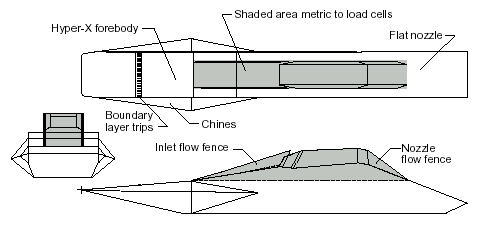 Shaded area metric to load cells
Hyper-X forebody
Flat nozzle
Boundary
layer trips
Chines
Inlet flow fence
Nozzle
flow fence